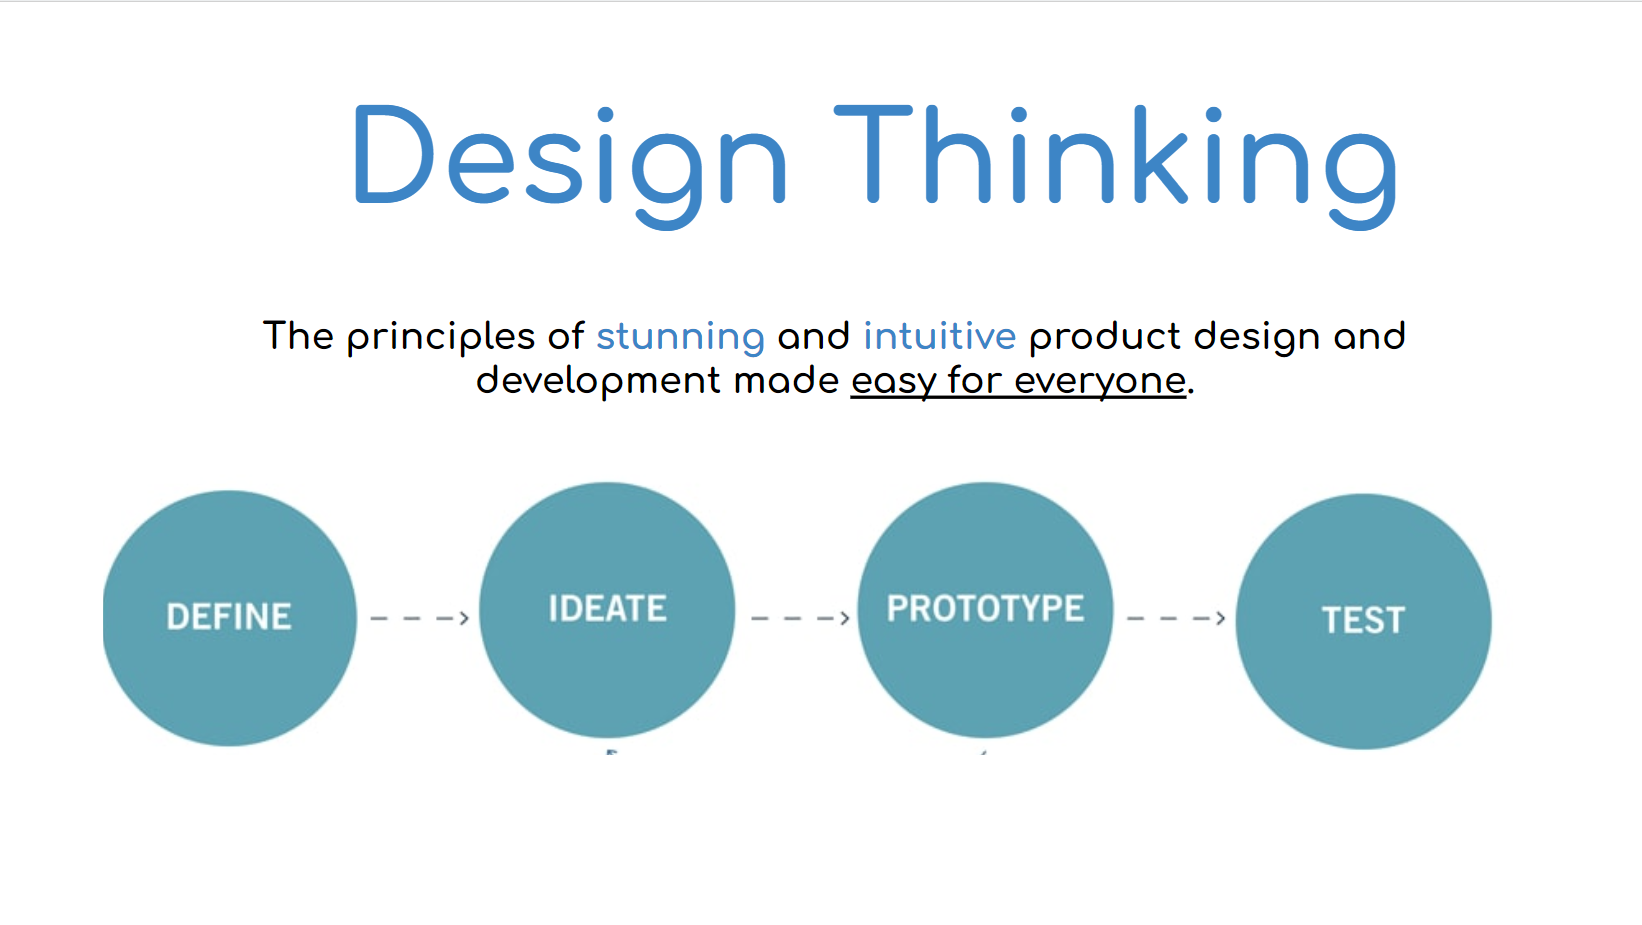 Design Thinking
The principles of stunning and intuitive product design and
development made easy for everyone.
DEFINE
IDEATE
PROTOTYPE
TEST